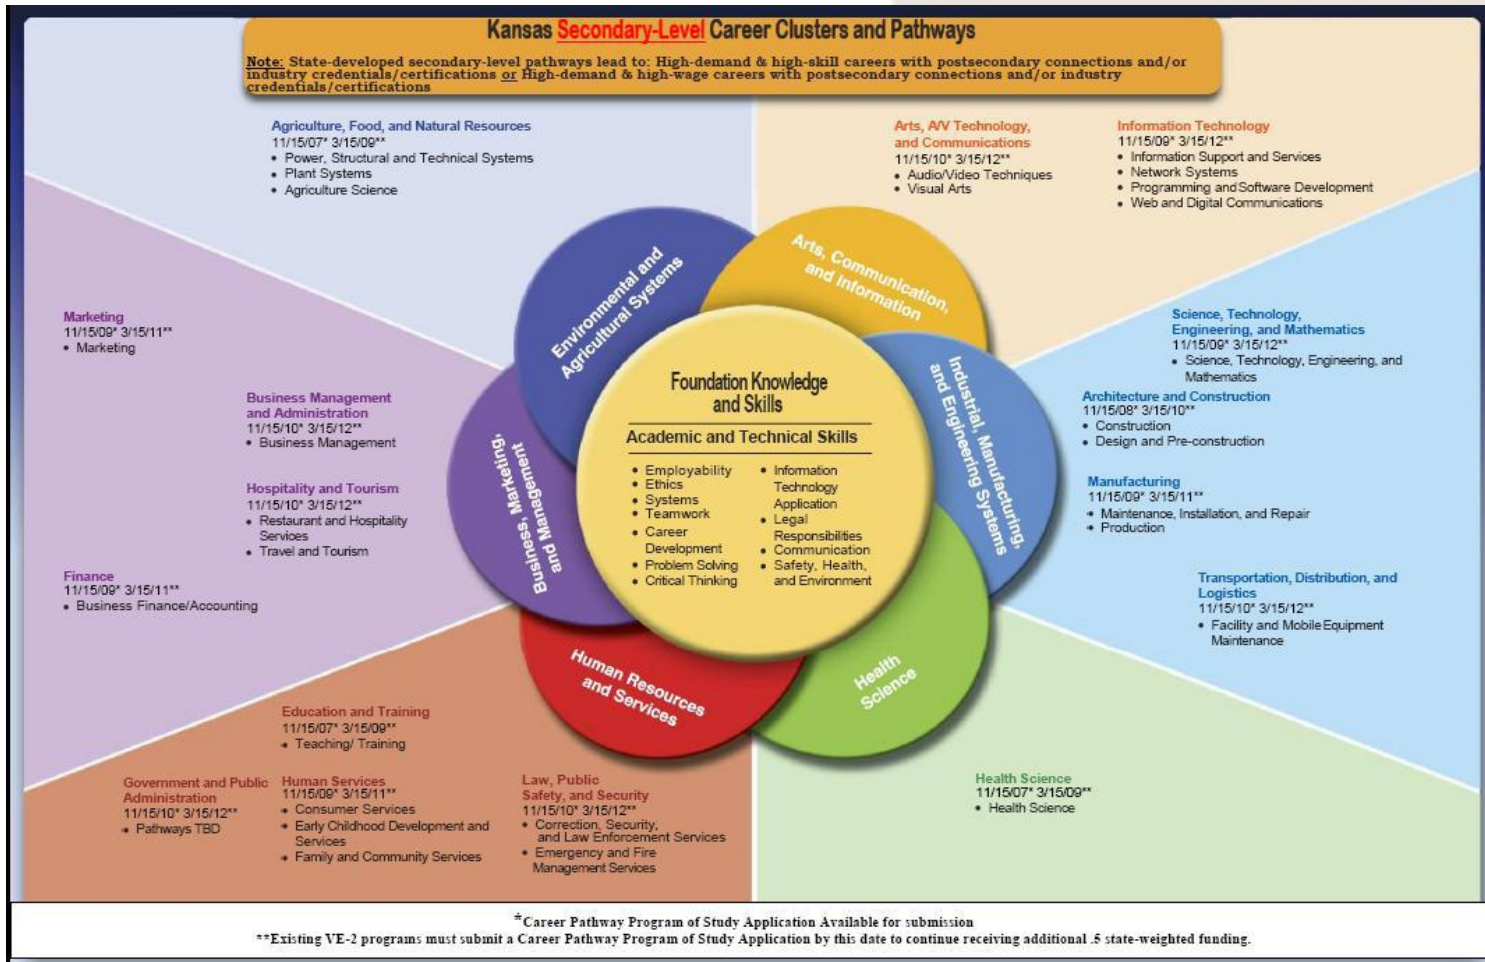 Kansas Secondary-Level Career Clusters and Pathways
Note: State-developed secondary-level pathways lead to: High-demand & high-skill careers with postsecondary connections and/or
industry credentials/certifications or High-demand & high-wage careers with postsecondary connections and/or industry
credentials/certifications
Agriculture, Food, and Natural Resources
11/15/07* 3/15/09**
• Power, Structural and Technical Systems
• Plant Systems
• Agriculture Science
Arts, A/V Technology,
and Communications
11/15/10* 3/15/12**
• Audio/Video Techniques
• Visual Arts
Information Technology
11/15/09* 3/15/12**
• Information Support and Services
• Network Systems
• Programming and Software Development
• Web and Digital Communications
Marketing
11/15/09* 3/15/11**
• Marketing
Business Management
and Administration
11/15/10* 3/15/12**
• Business Management
Hospitality and Tourism
11/15/10* 3/15/12**
• Restaurant and Hospitality
Services
• Travel and Tourism
Finance
11/15/09* 3/15/11**
• Business Finance/Accounting
Environmental and
Agricultural Systems
Arts, Communication,
and Information
Business, Marketing,
and Management
Industrial, Manufacturing,
and Engineering Systems
Human Resources
and Services
Health
Science
Foundation Knowledge
and Skills
Academic and Technical Skills
• Employability
• Ethics
• Systems
• Teamwork
• Career
Development
• Problem Solving
• Critical Thinking
• Information
Technology
Application
• Legal
Responsibilities
• Communication
• Safety, Health,
and Environment
Science, Technology,
Engineering, and Mathematics
11/15/09* 3/15/12**
• Science, Technology, Engineering, and
Mathematics
Architecture and Construction
11/15/08* 3/15/10**
• Construction
• Design and Pre-construction
Manufacturing
11/15/09* 3/15/11**
• Maintenance, Installation, and Repair
• Production
Transportation, Distribution, and
Logistics
11/15/10* 3/15/12**
• Facility and Mobile Equipment
Maintenance
Education and Training
11/15/07* 3/15/09**
• Teaching/ Training
Government and Public
Administration
11/15/10* 3/15/12**
• Pathways TBD
Human Services
11/15/09* 3/15/11**
• Consumer Services
• Early Childhood Development and
Services
• Family and Community Services
Law, Public
Safety, and Security
11/15/10* 3/15/12**
• Correction, Security,
and Law Enforcement Services
• Emergency and Fire
Management Services
Health Science
11/15/07* 3/15/09**
• Health Science
*Career Pathway Program of Study Application Available for submission
**Existing VE-2 programs must submit a Career Pathway Program of Study Application by this date to continue receiving additional .5 state-weighted funding.